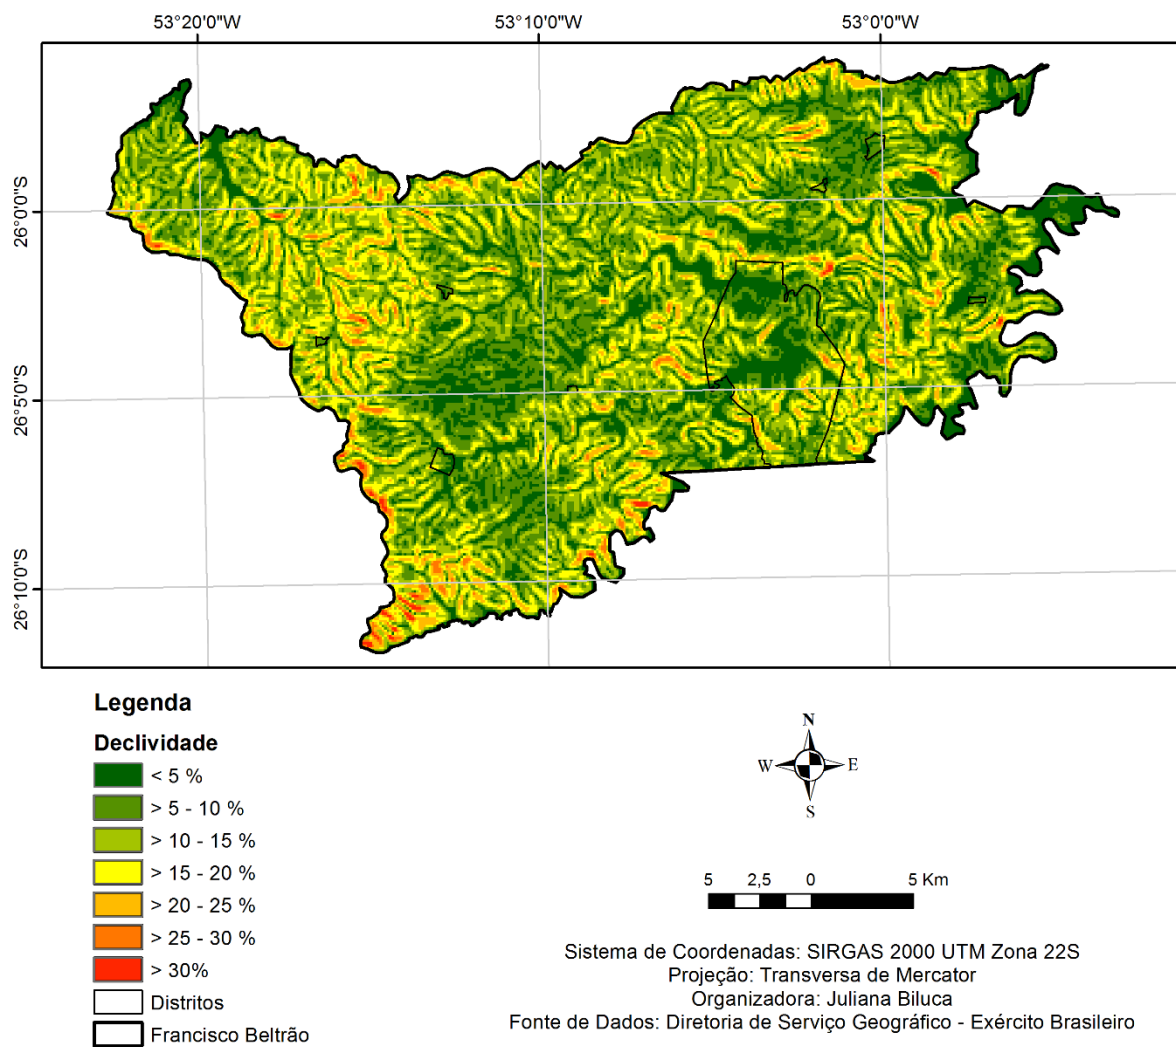 53°20'0"W
53°10'0"W
53°0'0"W
26°0'0"S
26°5'0"S
26°10'0"S
Legenda
Declividade
< 5 %
> 5 - 10 %
> 10 - 15 %
> 15 - 20 %
> 20 - 25 %
> 25 - 30 %
> 30%
Distritos
Francisco Beltrão
N
W
E
S
5 2,5 0 5 Km
Sistema de Coordenadas: SIRGAS 2000 UTM Zona 22S
Projeção: Transversa de Mercator
Organizadora: Juliana Biluca
Fonte de Dados: Diretoria de Serviço Geográfico - Exército Brasileiro